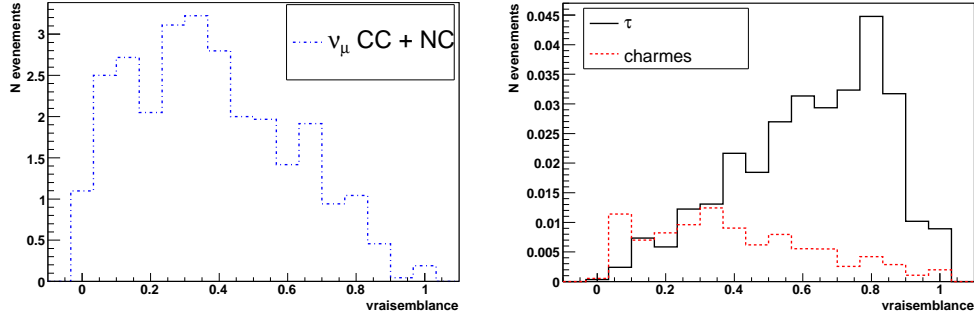 N evenements
3
2.5
2
1.5
1
0.5
0
0 0.2 0.4 0.6 0.8 1
vraisemblance
ν_μ CC + NC
N evenements
0.045
0.04
0.035
0.03
0.025
0.02
0.015
0.01
0.005
0
0 0.2 0.4 0.6 0.8 1
vraisemblance
τ
charmes